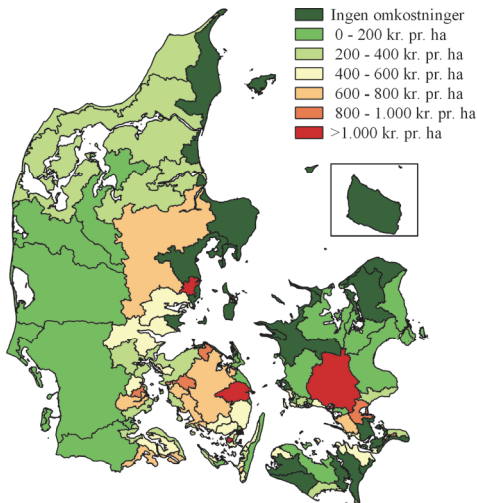 Ingen omkostninger
0 - 200 kr. pr. ha
200 - 400 kr. pr. ha
400 - 600 kr. pr. ha
600 - 800 kr. pr. ha
800 - 1.000 kr. pr. ha
>1.000 kr. pr. ha